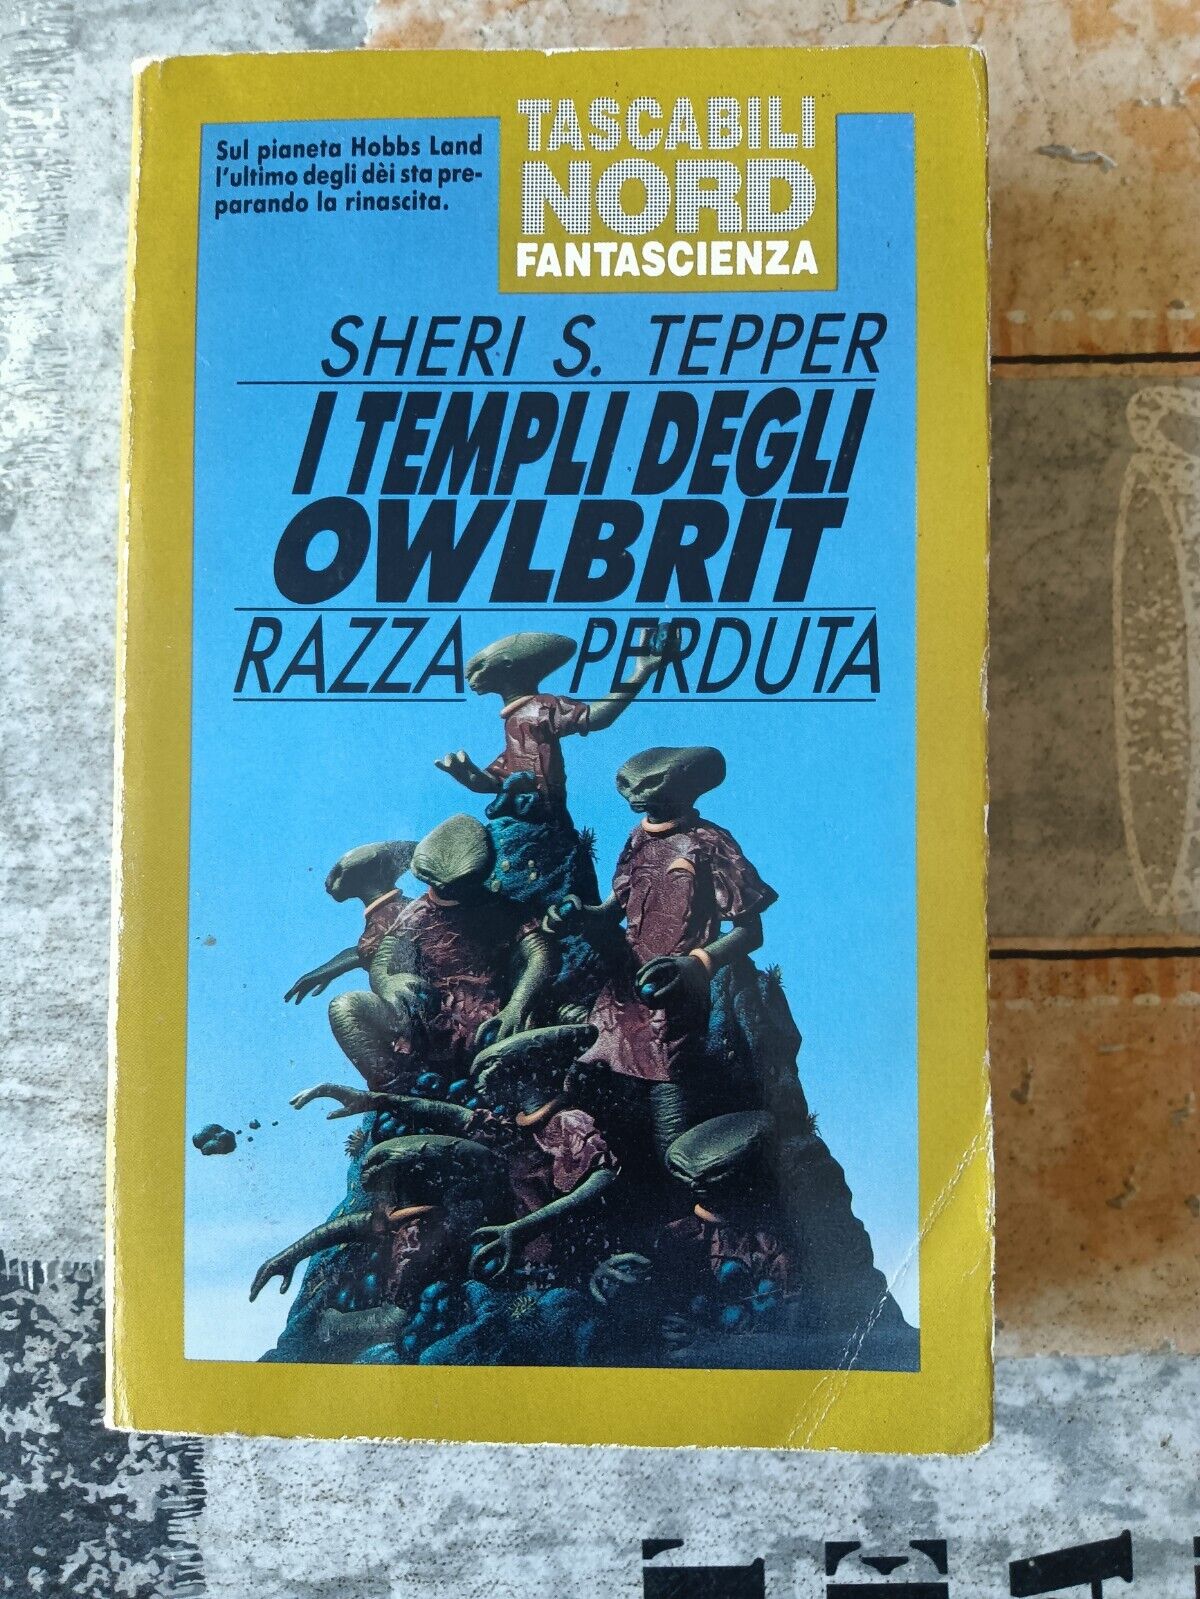 Sul pianeta Hobbs Land
l'ultimo degli dèi sta pre-
parando la rinascita.
TASCABILI
NORD
FANTASCIENZA
SHERI S. TEPPER
I TEMPLI DEGLI
OWLBRIT
RAZZA PERDUTA